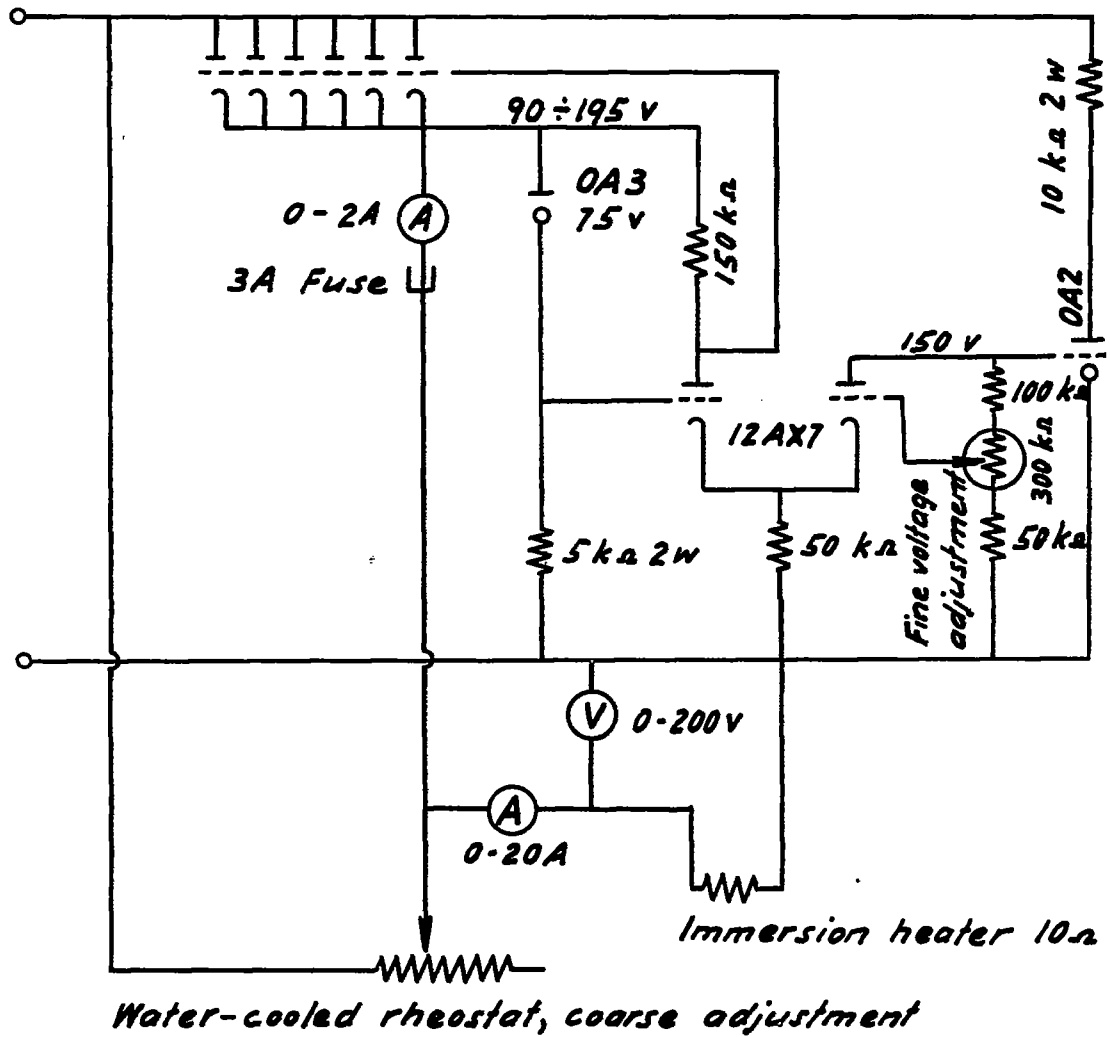 90÷195 v
0A3
75 v
0-2A
A
3A Fuse
150 kΩ
10 kΩ 2 w
0A2
150 v
100 kΩ
12AX7
300 kΩ
Fine voltage
adjustment
5 kΩ 2w
50 kΩ
50 kΩ
V
0-200v
A
0-20A
Immersion heater 10Ω
Water-cooled rheostat, coarse adjustment